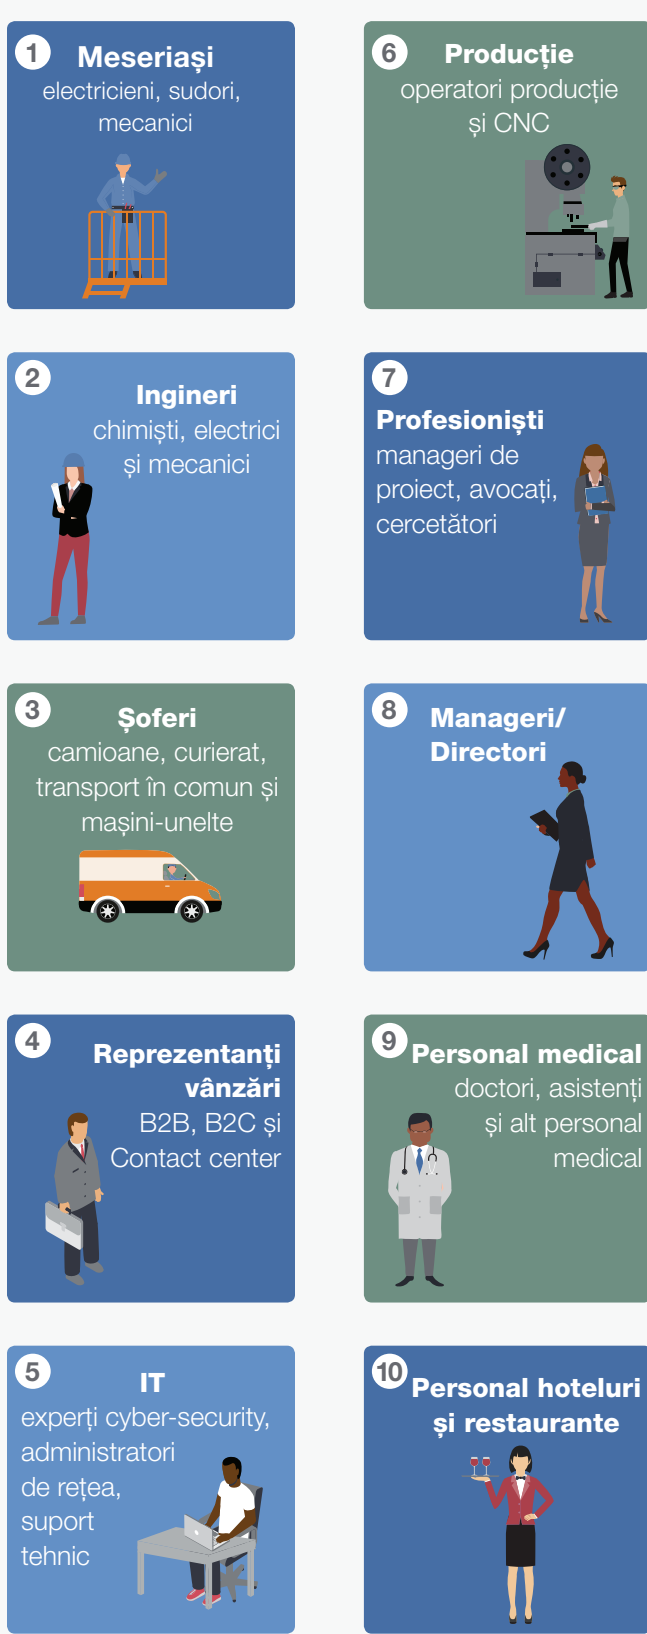 1
Meseriași
electricieni, sudori,
mecanici
2
Ingineri
chimiști, electrici
și mecanici
3
Șoferi
camioane, curierat,
transport în comun și
mașini-unelte
4
Reprezentanți
vânzări
B2B, B2C și
Contact center
5
IT
experți cyber-security,
administratori
de rețea,
suport
tehnic
6
Producție
operatori producție
și CNC
7
Profesioniști
manageri de
proiect, avocați,
cercetători
8
Manageri/
Directori
9
Personal medical
doctori, asistenți
și alt personal
medical
10
Personal hoteluri
și restaurante